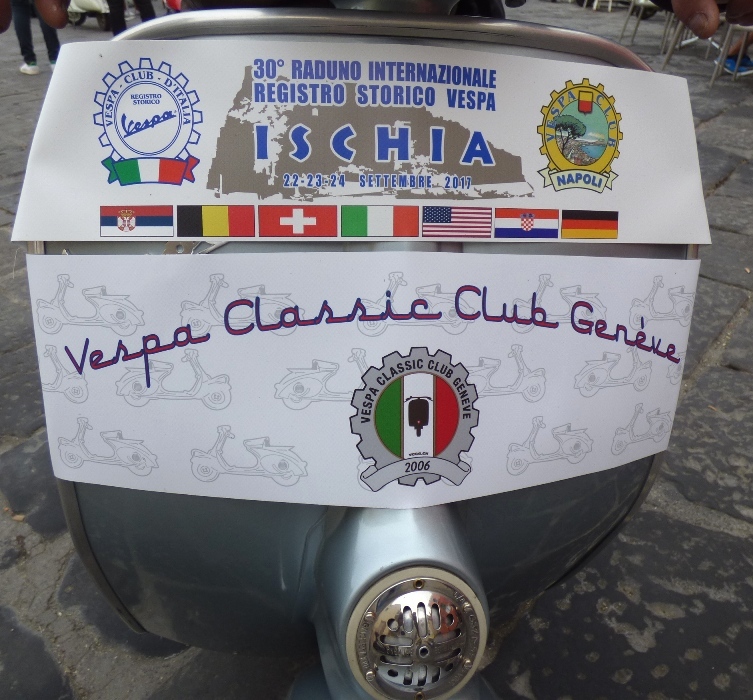 VESPA - CLUB - D'ITALIA
REGISTRO
STORICO
Vespa
30° RADUNO INTERNAZIONALE
REGISTRO STORICO VESPA
ISCHIA
22-23-24 SETTEMBRE 2017
VESPA CLUB
NAPOLI
Vespa Classic Club Genève
VESPA CLASSIC CLUB GENEVE
2006